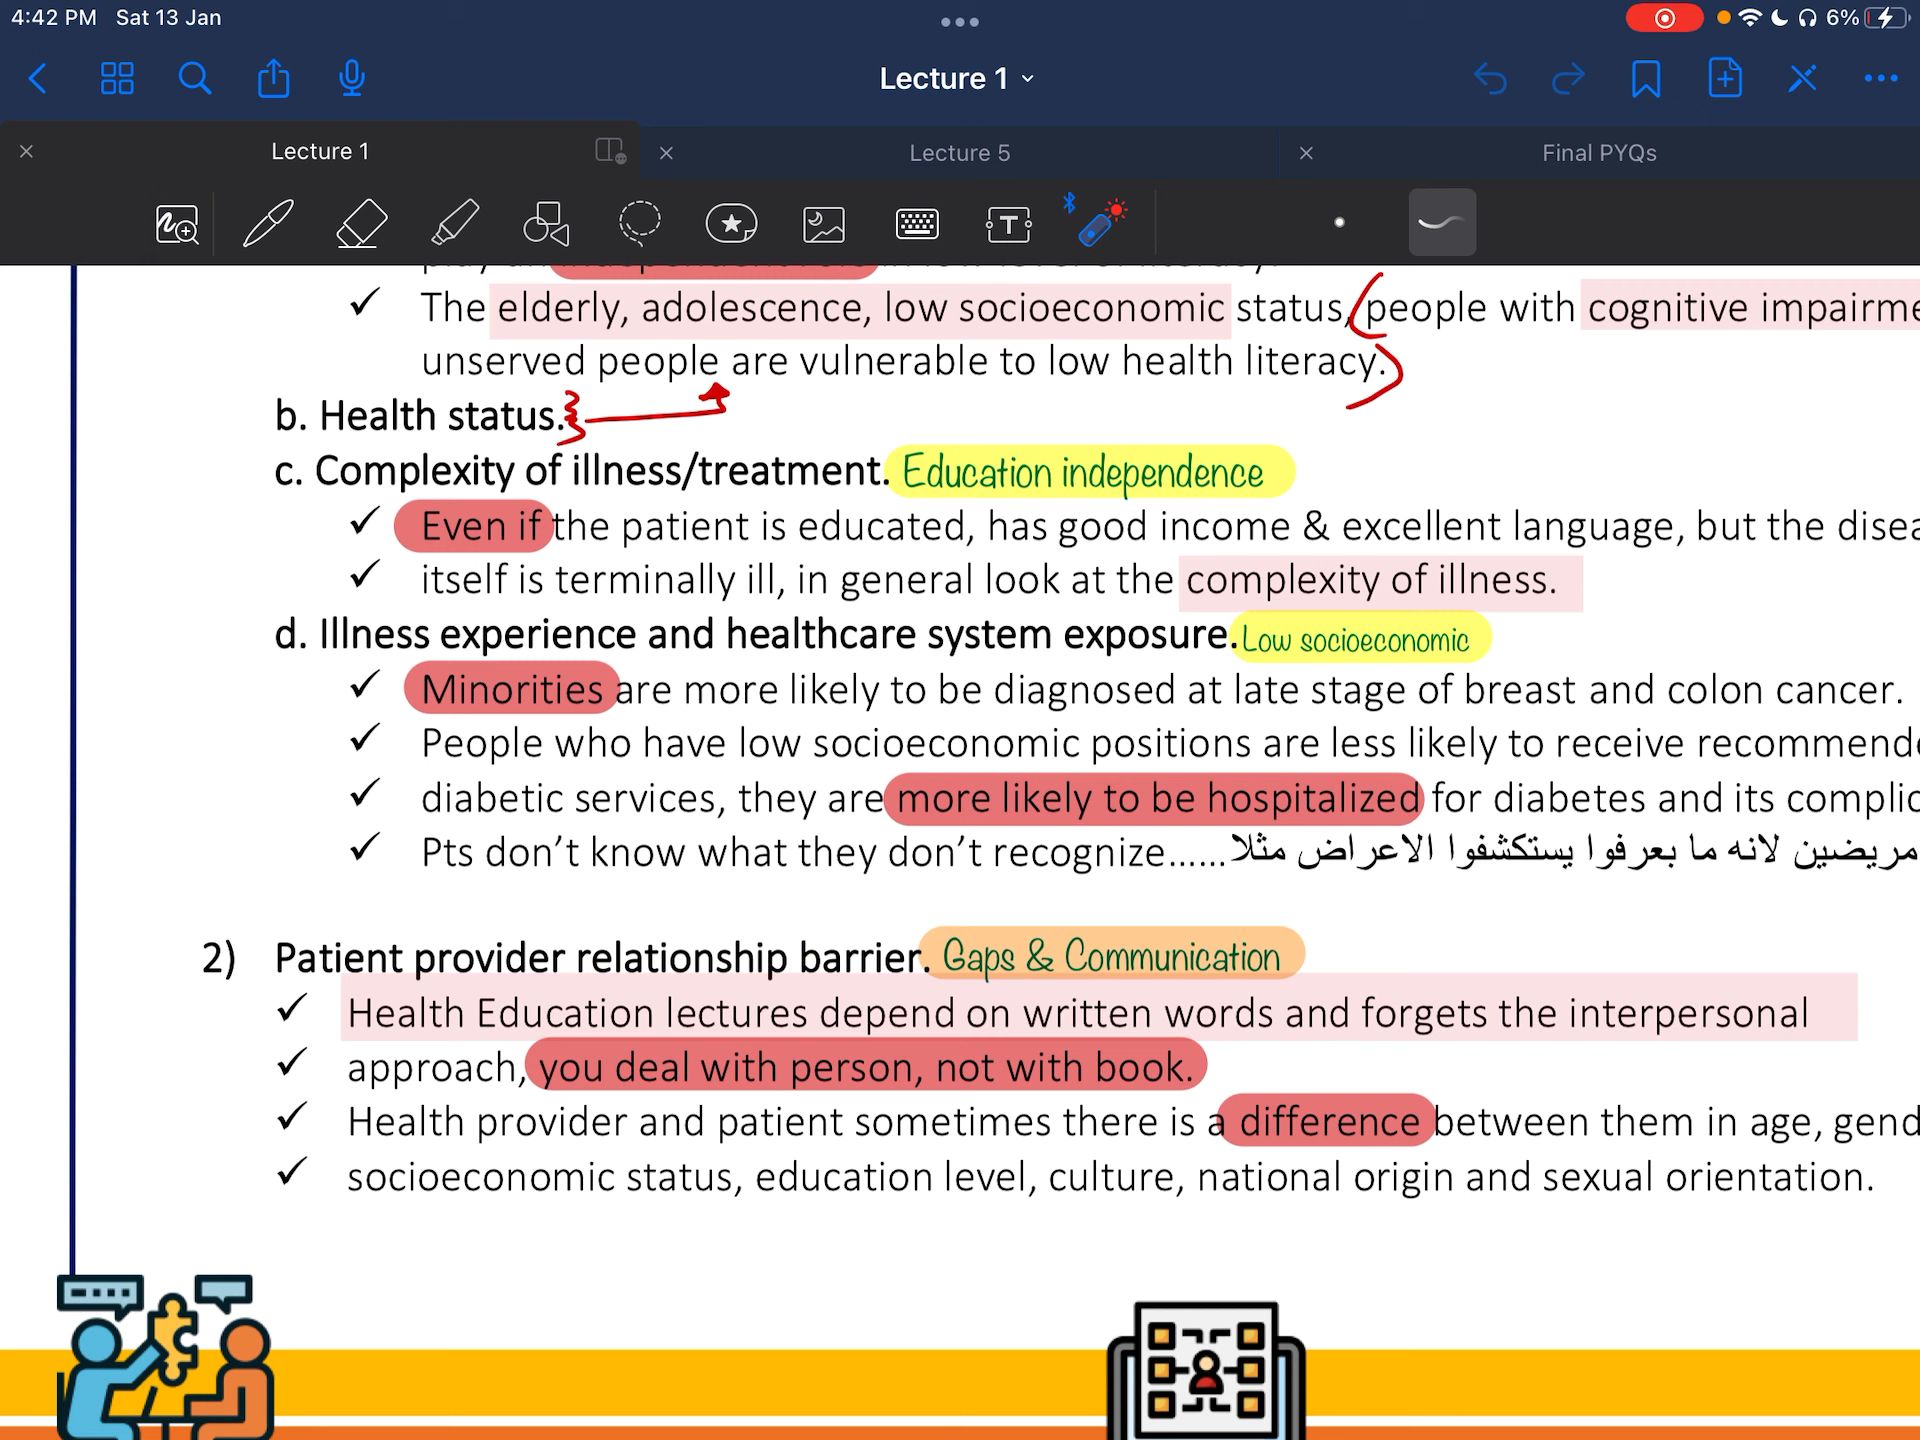 4:42 PM Sat 13 Jan
6%
Lecture 1
Lecture 1
Lecture 5
Final PYQs
The elderly, adolescence, low socioeconomic status, people with cognitive
unserved people are vulnerable to low health literacy.
b. Health status.
c. Complexity of illness/treatment. Education independence
✓ Even if the patient is educated, has good income & excellent language, but the
✓ itself is terminally ill, in general look at the complexity of illness.
d. Illness experience and healthcare system exposure. Low socioeconomic
✓ Minorities are more likely to be diagnosed at late stage of breast and colon cancer.
✓ People who have low socioeconomic positions are less likely to receive
✓ diabetic services, they are more likely to be hospitalized for diabetes and its
✓ Pts don't know what they don't recognize...... مريضين لانه ما بعرفوا يستكشفوا الاعراض مثلا
2) Patient provider relationship barrier. Gaps & Communication
✓ Health Education lectures depend on written words and forgets the interpersonal
✓ approach, you deal with person, not with book.
✓ Health provider and patient sometimes there is a difference between them in age,
✓ socioeconomic status, education level, culture, national origin and sexual orientation.